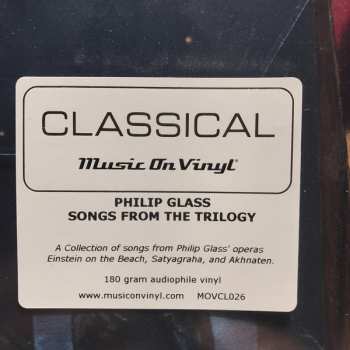 CLASSICAL
Music On Vinyl®
PHILIP GLASS
SONGS FROM THE TRILOGY
A Collection of songs from Philip Glass' operas
Einstein on the Beach, Satyagraha, and Akhnaten.
180 gram audiophile vinyl
www.musiconvinyl.com MOVCL026